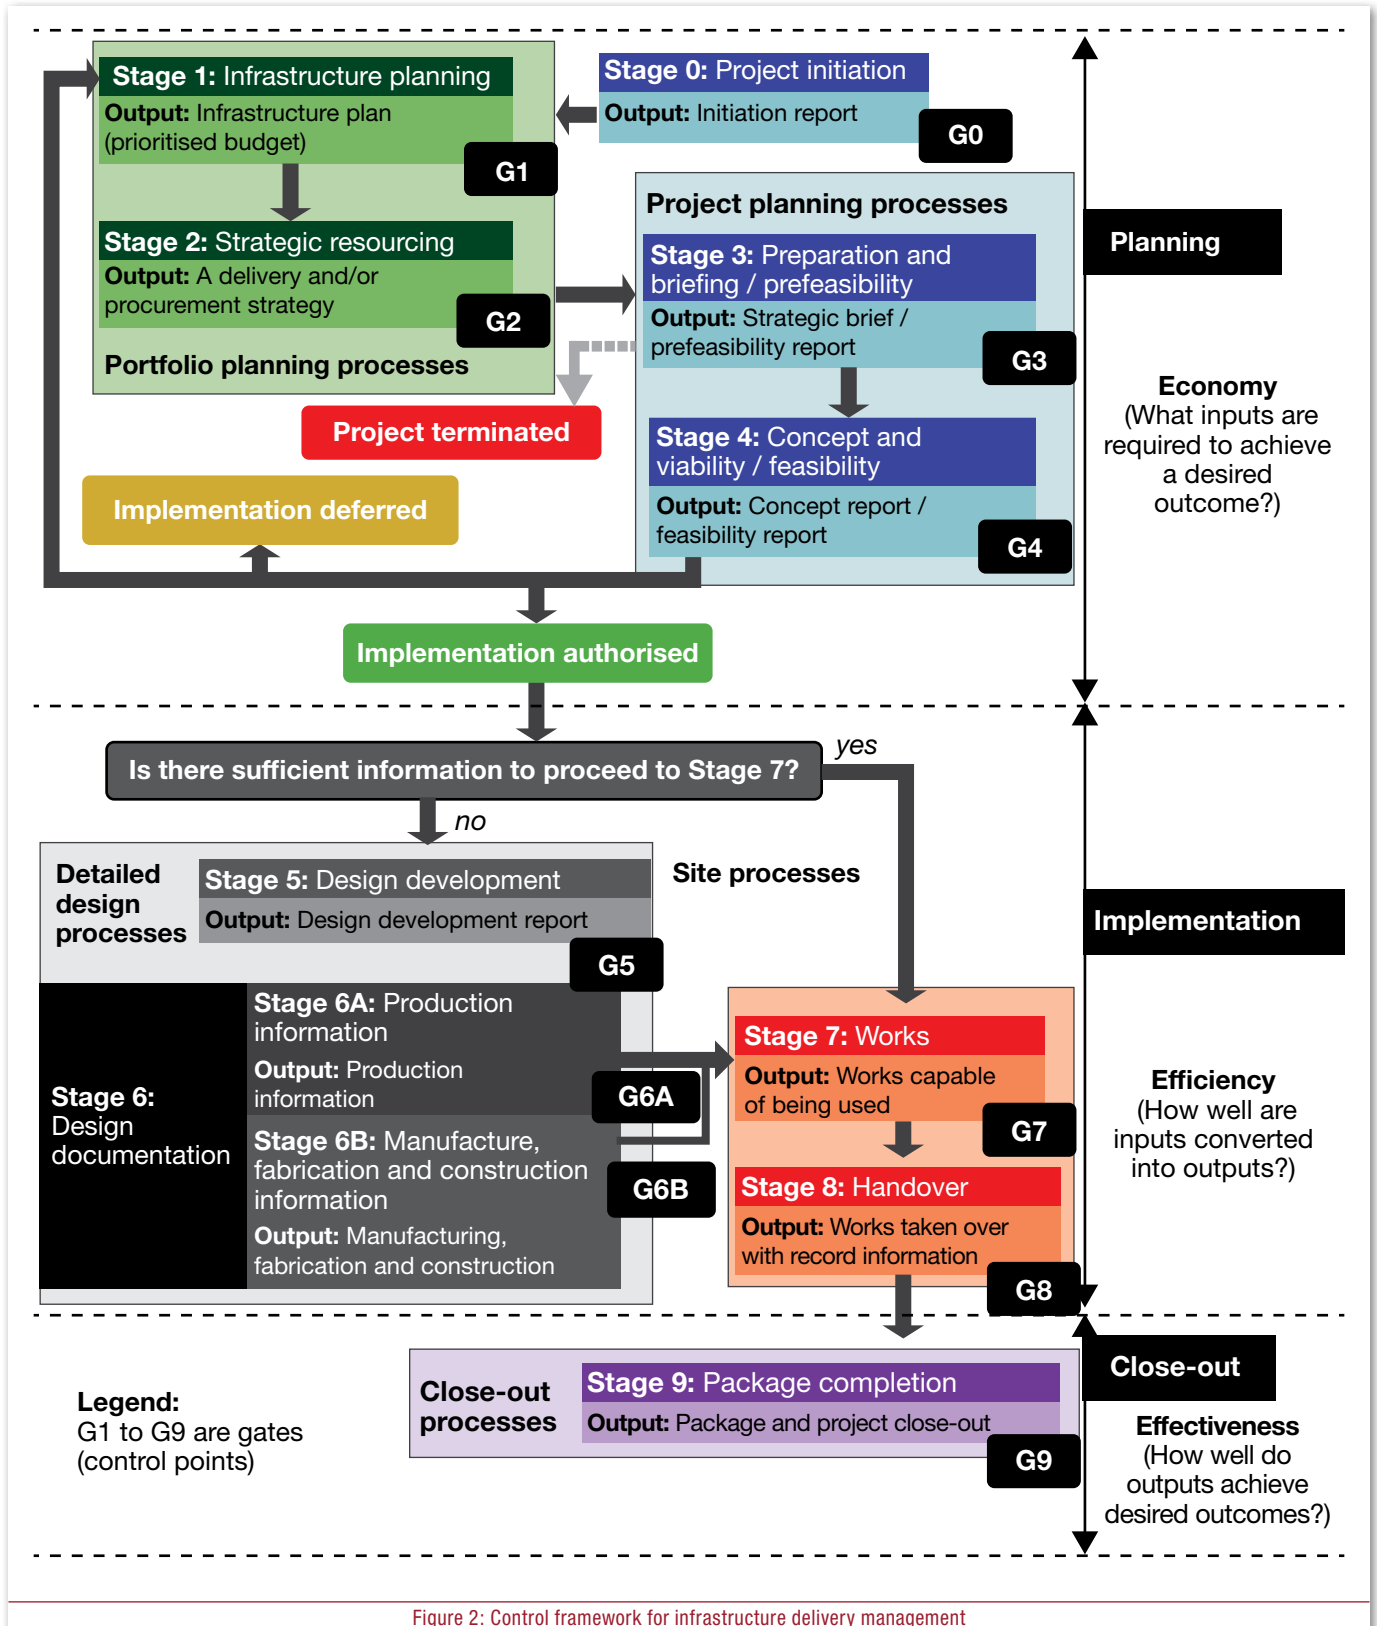 Stage 1: Infrastructure planning
Output: Infrastructure plan
(prioritised budget)
G1
Stage 0: Project initiation
Output: Initiation report
G0
Stage 2: Strategic resourcing
Output: A delivery and/or
procurement strategy
G2
Portfolio planning processes
Project planning processes
Stage 3: Preparation and
briefing / prefeasibility
Output: Strategic brief /
prefeasibility report
G3
Project terminated
Stage 4: Concept and
viability / feasibility
Output: Concept report /
feasibility report
G4
Implementation deferred
Implementation authorised
Planning
Economy
(What inputs are
required to achieve
a desired
outcome?)
Is there sufficient information to proceed to Stage 7?
yes
no
Detailed
design
processes
Stage 5: Design development
Output: Design development report
G5
Site processes
Stage 6:
Design
documentation
Stage 6A: Production
information
Output: Production
information
G6A
Stage 6B: Manufacture,
fabrication and construction
information
Output: Manufacturing,
fabrication and construction
G6B
Stage 7: Works
Output: Works capable
of being used
G7
Stage 8: Handover
Output: Works taken over
with record information
G8
Implementation
Efficiency
(How well are
inputs converted
into outputs?)
Legend:
G1 to G9 are gates
(control points)
Close-out
processes
Stage 9: Package completion
Output: Package and project close-out
G9
Close-out
Effectiveness
(How well do
outputs achieve
desired outcomes?)
Figure 2: Control framework for infrastructure delivery management